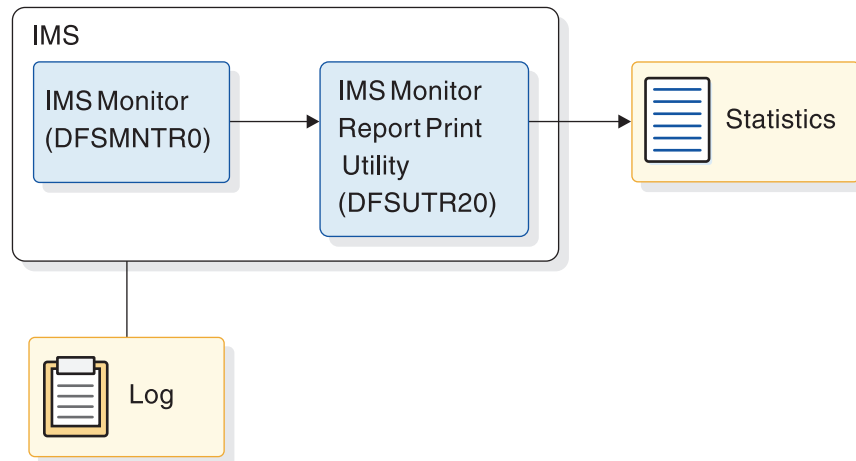 IMS
IMS Monitor
(DFSMNTR0)
IMS Monitor
Report Print
Utility
(DFSUTR20)
Statistics
Log